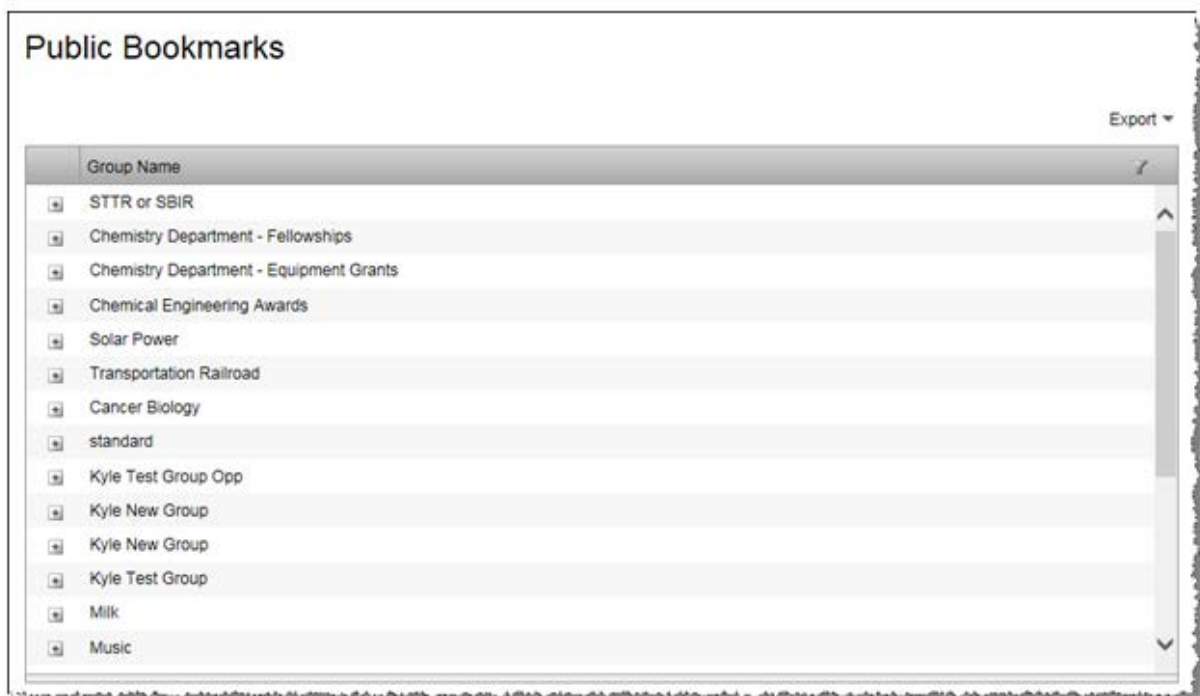 Public Bookmarks
Export
Group Name
STTR or SBIR
Chemistry Department - Fellowships
Chemistry Department - Equipment Grants
Chemical Engineering Awards
Solar Power
Transportation Railroad
Cancer Biology
standard
Kyle Test Group Opp
Kyle New Group
Kyle New Group
Kyle Test Group
Milk
Music